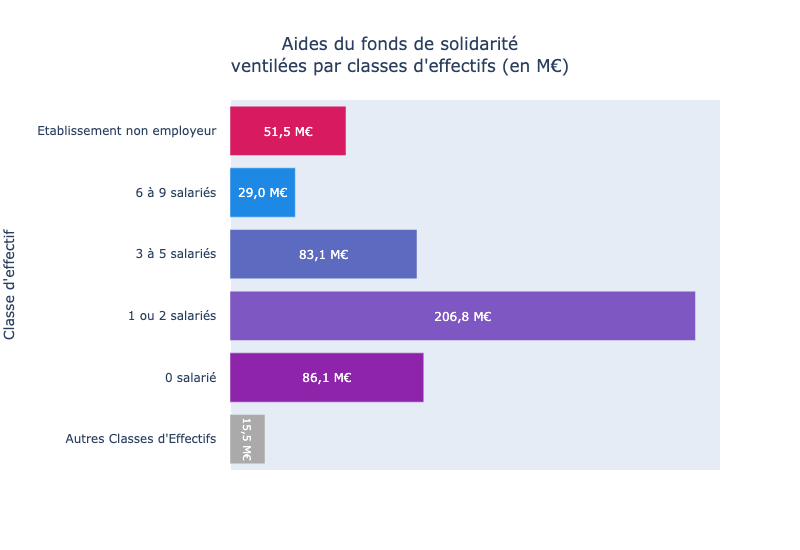 Aides du fonds de solidarité
ventilées par classes d'effectifs (en M€)
Classe d'effectif
Etablissement non employeur
51,5 M€
6 à 9 salariés
29,0 M€
3 à 5 salariés
83,1 M€
1 ou 2 salariés
206,8 M€
0 salarié
86,1 M€
Autres Classes d'Effectifs
15,5 M€